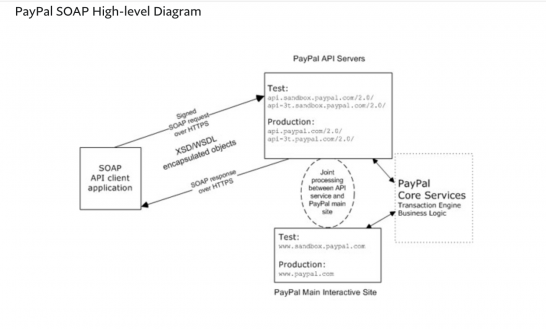 PayPal SOAP High-level Diagram
PayPal API Servers
Test:
api.sandbox.paypal.com/2.0/
api-3t.sandbox.paypal.com/2.0/
Production:
api.paypal.com/2.0/
api-3t.paypal.com/2.0/
Signed
SOAP request
over HTTPS
XSD/WSDL
encapsulated objects
SOAP response
over HTTPS
SOAP
API client
application
Joint
processing
between API
service and
PayPal main
site
PayPal
Core Services
Transaction Engine
Business Logic
Test:
www.sandbox.paypal.com
Production:
www.paypal.com
PayPal Main Interactive Site